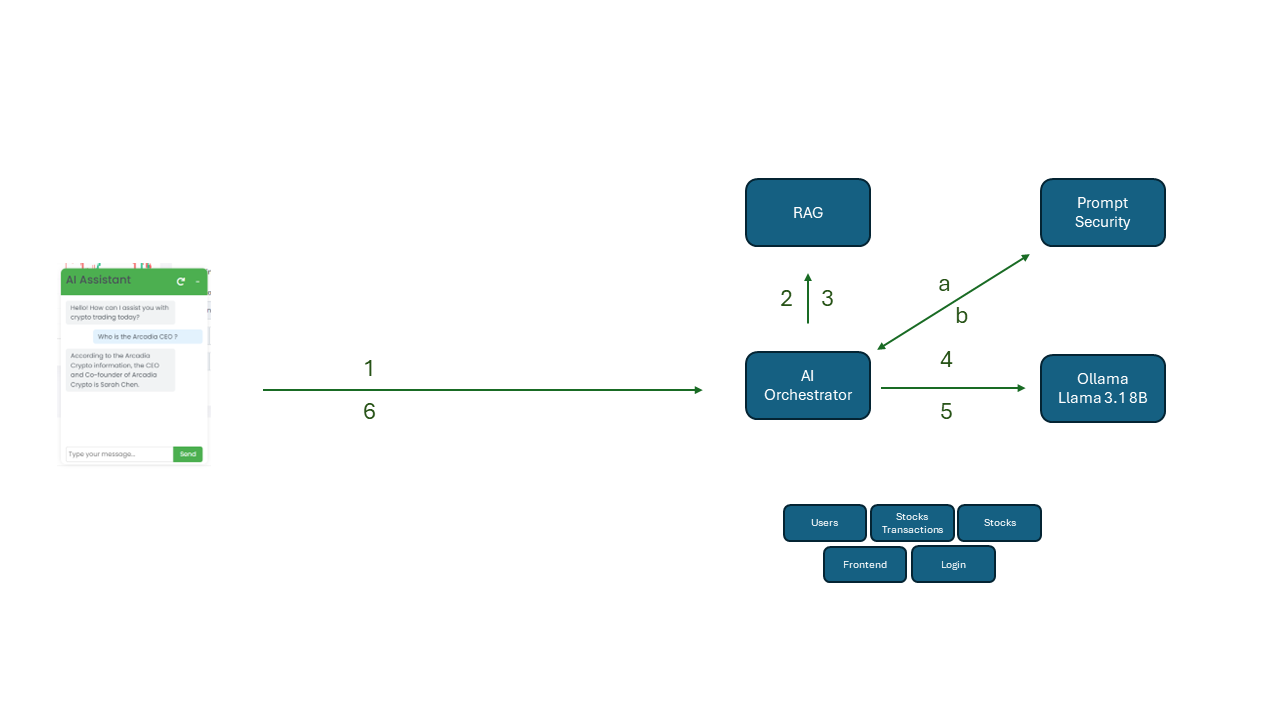 RAG
Prompt
Security
AI Assistant
Hello! How can I assist you with
crypto trading today?
Who is the Arcadia CEO ?
According to the Arcadia
Crypto information, the CEO
and Co-founder of Arcadia
Crypto is Sarah Chen.
Type your message...
Send
a
b
2 3
1
6
4
5
AI
Orchestrator
Ollama
Llama 3.1 8B
Users
Stocks
Transactions
Stocks
Frontend
Login